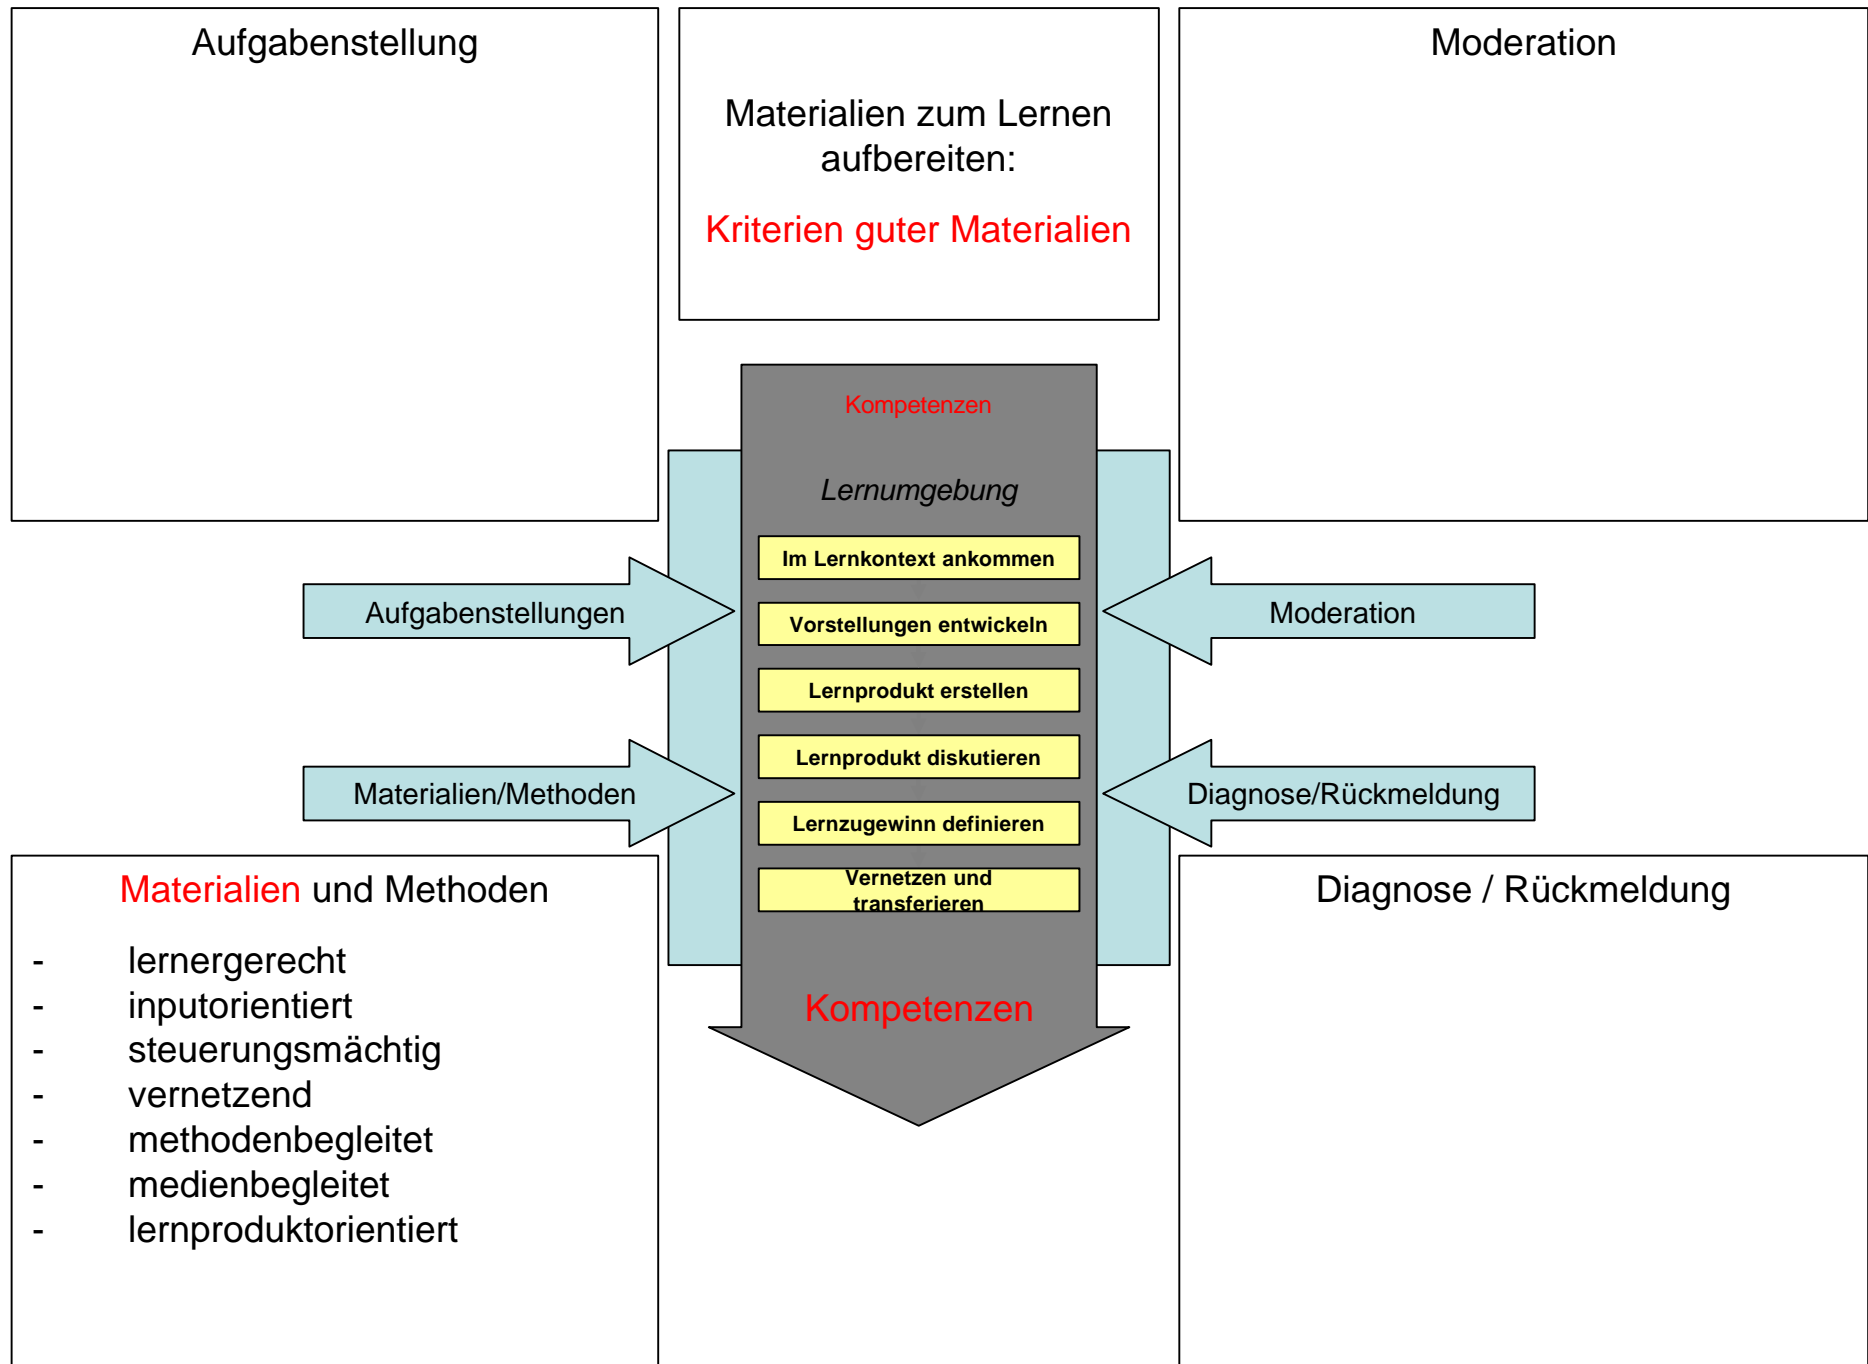 Aufgabenstellung
Materialien zum Lernen
aufbereiten:
Kriterien guter Materialien
Moderation
Kompetenzen
Lernumgebung
Im Lernkontext ankommen
Vorstellungen entwickeln
Lernprodukt erstellen
Lernprodukt diskutieren
Lernzugewinn definieren
Vernetzen und
transferieren
Kompetenzen
Aufgabenstellungen
Moderation
Materialien/Methoden
Diagnose/Rückmeldung
Materialien und Methoden
- lernergerecht
- inputorientiert
- steuerungsmächtig
- vernetzend
- methodenbegleitet
- medienbegleitet
- lernproduktorientiert
Diagnose / Rückmeldung